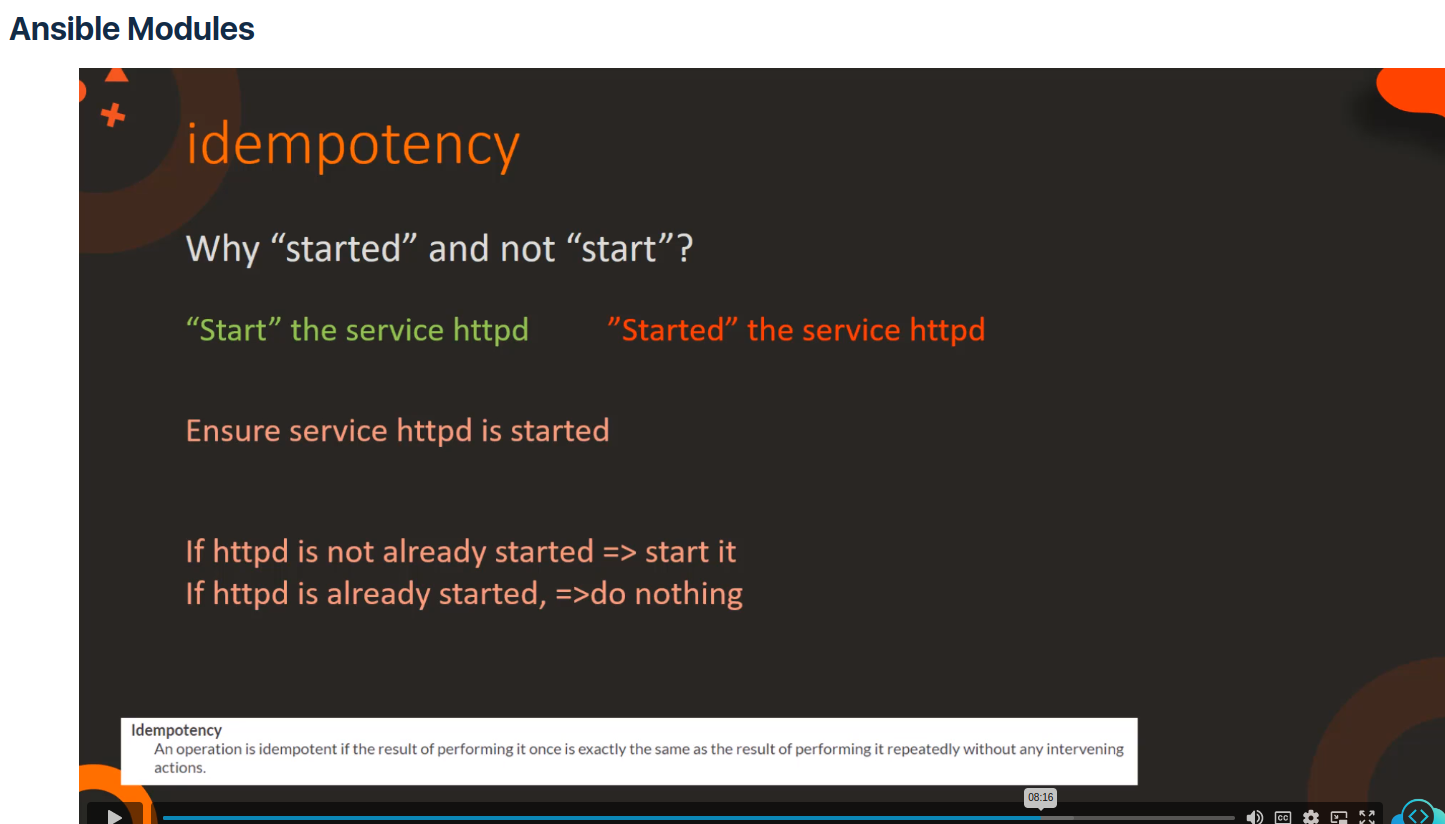 Ansible Modules
idempotency
Why “started” and not “start”?
“Start” the service httpd
”Started” the service httpd
Ensure service httpd is started
If httpd is not already started => start it
If httpd is already started, =>do nothing
Idempotency
An operation is idempotent if the result of performing it once is exactly the same as the result of performing it repeatedly without any intervening
actions.
08:16
CC